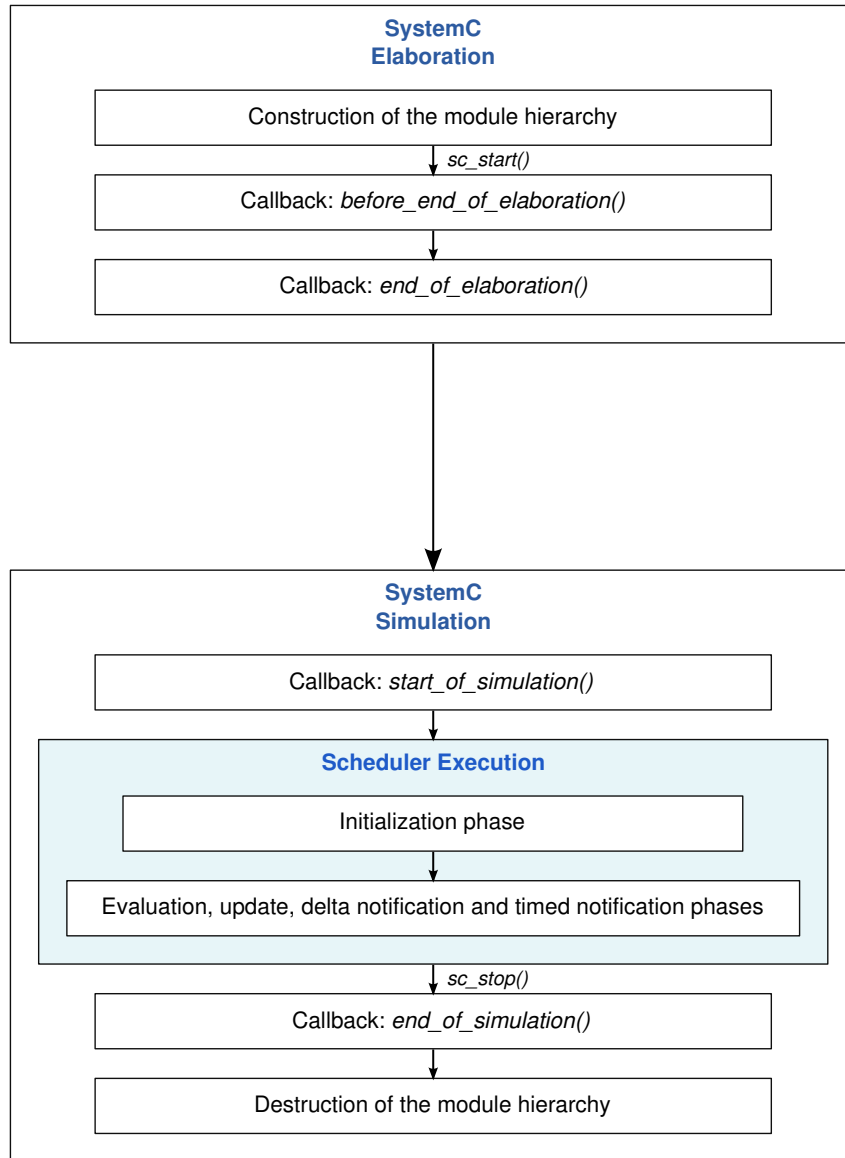 SystemC
Elaboration
Construction of the module hierarchy
sc_start()
Callback: before_end_of_elaboration()
Callback: end_of_elaboration()
SystemC
Simulation
Callback: start_of_simulation()
Scheduler Execution
Initialization phase
Evaluation, update, delta notification and timed notification phases
sc_stop()
Callback: end_of_simulation()
Destruction of the module hierarchy